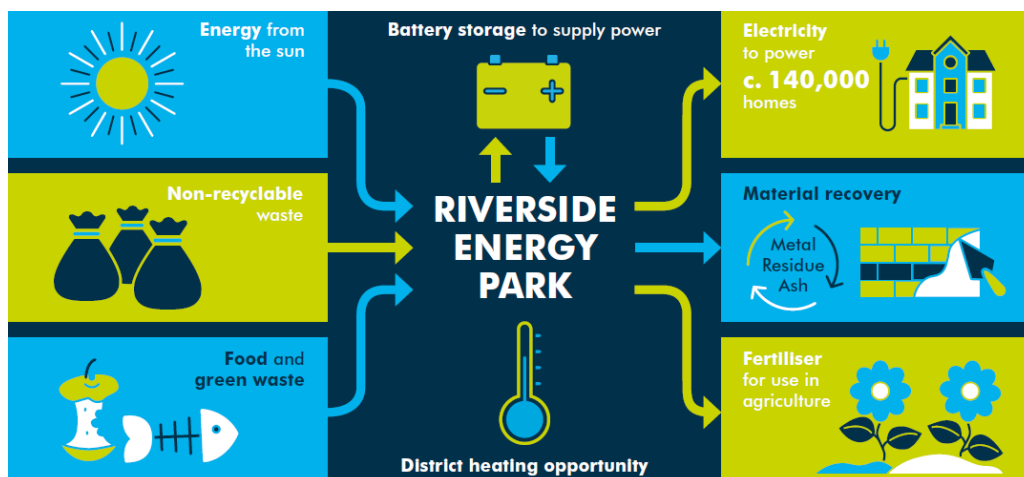 Energy from
the sun
Non-recyclable
waste
Food and
green waste
Battery storage to supply power
RIVERSIDE
ENERGY
PARK
District heating opportunity
Electricity
to power
c. 140,000
homes
Material recovery
Metal
Residue
Ash
Fertiliser
for use in
agriculture